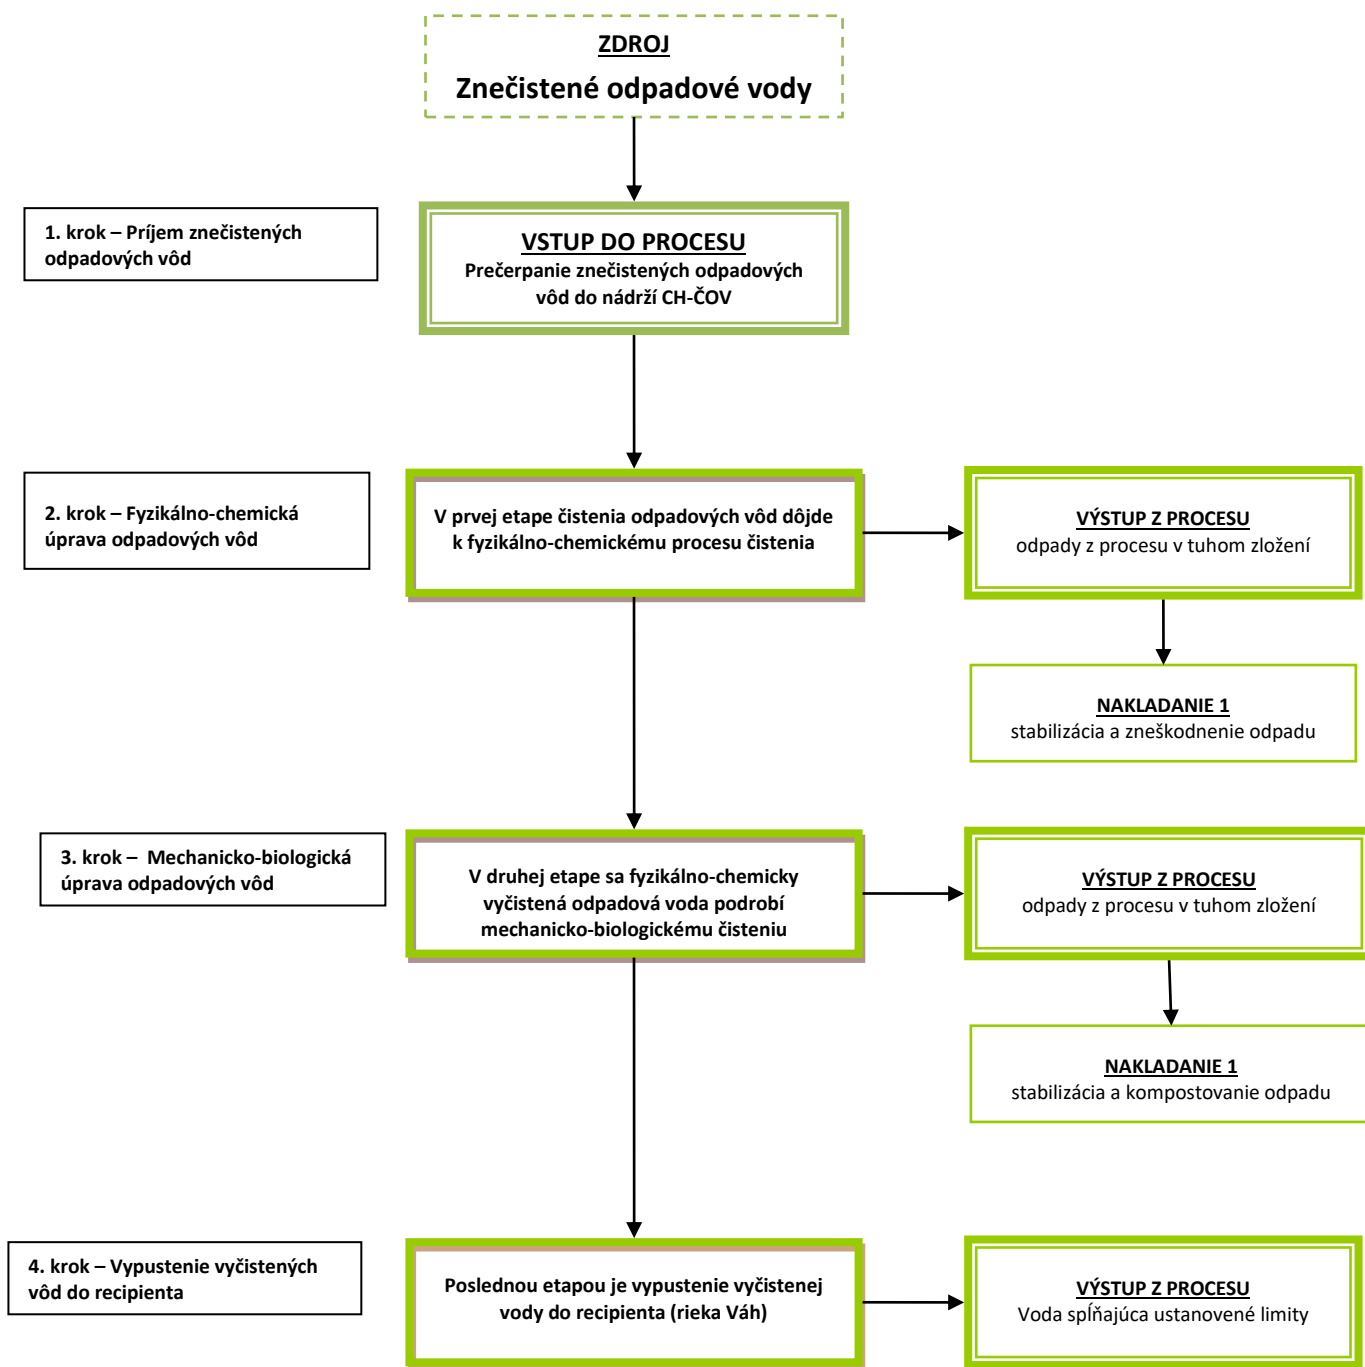 ZDROJ
Znečistené odpadové vody
1. krok – Príjem znečistených
odpadových vôd
VSTUP DO PROCESU
Prečerpanie znečistených odpadových
vôd do nádrží CH-ČOV
2. krok – Fyzikálno-chemická
úprava odpadových vôd
V prvej etape čistenia odpadových vôd dôjde
k fyzikálno-chemickému procesu čistenia
VÝSTUP Z PROCESU
odpady z procesu v tuhom zložení
NAKLADANIE 1
stabilizácia a zneškodnenie odpadu
3. krok – Mechanicko-biologická
úprava odpadových vôd
V druhej etape sa fyzikálno-chemicky
vyčistená odpadová voda podrobí
mechanicko-biologickému čisteniu
VÝSTUP Z PROCESU
odpady z procesu v tuhom zložení
NAKLADANIE 1
stabilizácia a kompostovanie odpadu
4. krok – Vypustenie vyčistených
vôd do recipienta
Poslednou etapou je vypustenie vyčistenej
vody do recipienta (rieka Váh)
VÝSTUP Z PROCESU
Voda spĺňajúca ustanovené limity